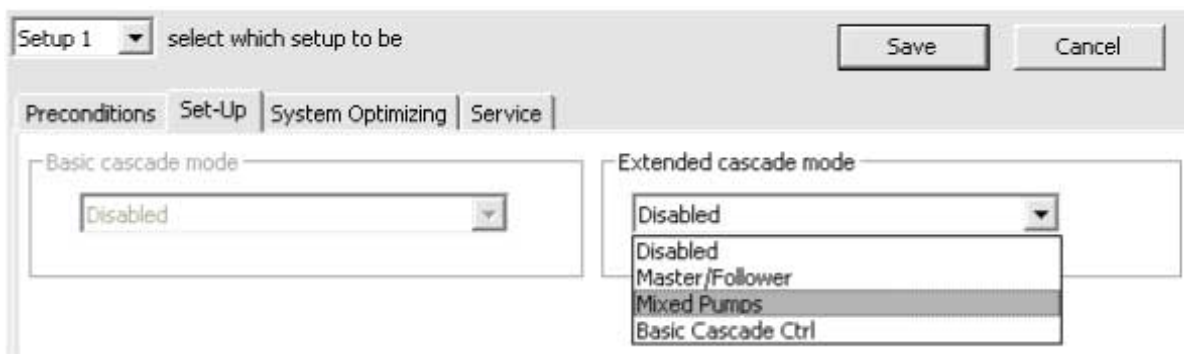 Setup 1 select which setup to be Save Cancel
Preconditions Set-Up System Optimizing Service
Basic cascade mode Extended cascade mode
Disabled Disabled
Disabled
Master/Follower
Mixed Pumps
Basic Cascade Ctrl